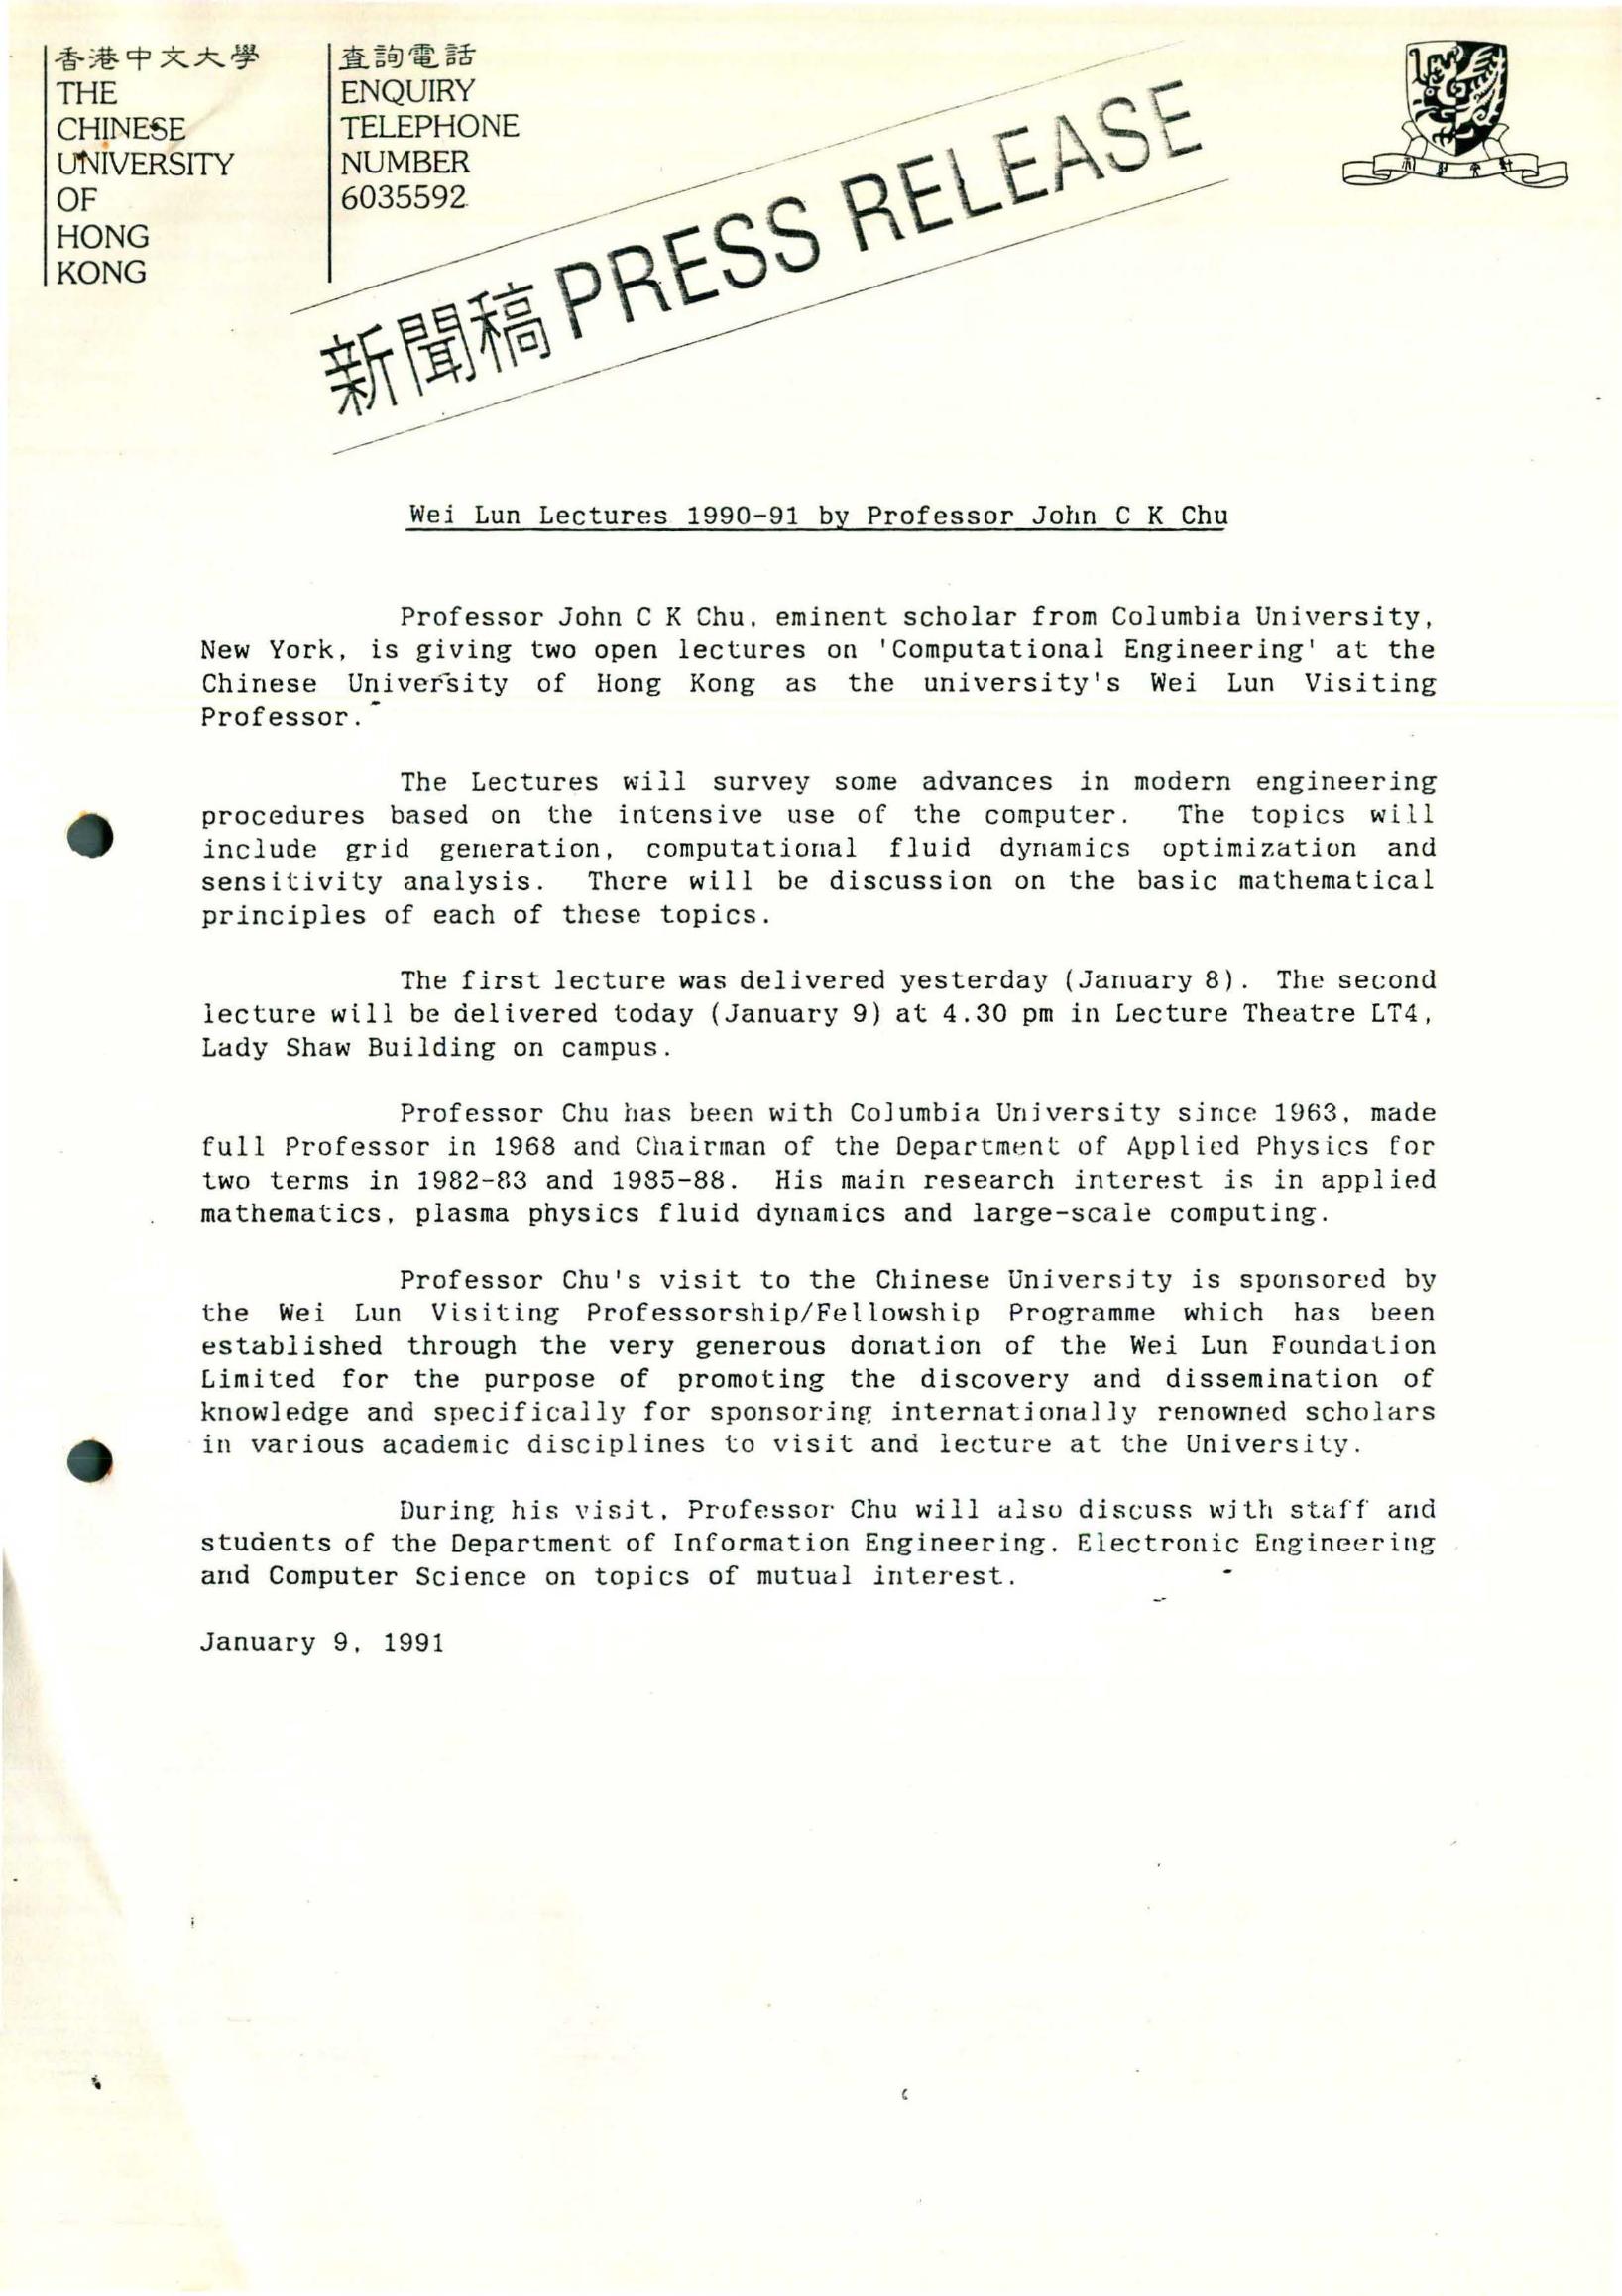 香港中文大學
THE
CHINESE
UNIVERSITY
OF
HONG
KONG
查詢電話
ENQUIRY
TELEPHONE
NUMBER
6035592
新聞稿 PRESS RELEASE
Wei Lun Lectures 1990-91 by Professor John C K Chu
Professor John C K Chu, eminent scholar from Columbia University,
New York, is giving two open lectures on 'Computational Engineering' at the
Chinese University of Hong Kong as the university's Wei Lun Visiting
Professor.
The Lectures will survey some advances in modern engineering
procedures based on the intensive use of the computer. The topics will
include grid generation, computational fluid dynamics optimization and
sensitivity analysis. There will be discussion on the basic mathematical
principles of each of these topics.
The first lecture was delivered yesterday (January 8). The second
lecture will be delivered today (January 9) at 4.30 pm in Lecture Theatre LT4,
Lady Shaw Building on campus.
Professor Chu has been with Columbia University since 1963, made
full Professor in 1968 and Chairman of the Department of Applied Physics for
two terms in 1982-83 and 1985-88. His main research interest is in applied
mathematics, plasma physics fluid dynamics and large-scale computing.
Professor Chu's visit to the Chinese University is sponsored by
the Wei Lun Visiting Professorship/Fellowship Programme which has been
established through the very generous donation of the Wei Lun Foundation
Limited for the purpose of promoting the discovery and dissemination of
knowledge and specifically for sponsoring internationally renowned scholars
in various academic disciplines to visit and lecture at the University.
During his visit, Professor Chu will also discuss with staff and
students of the Department of Information Engineering, Electronic Engineering
and Computer Science on topics of mutual interest.
January 9, 1991